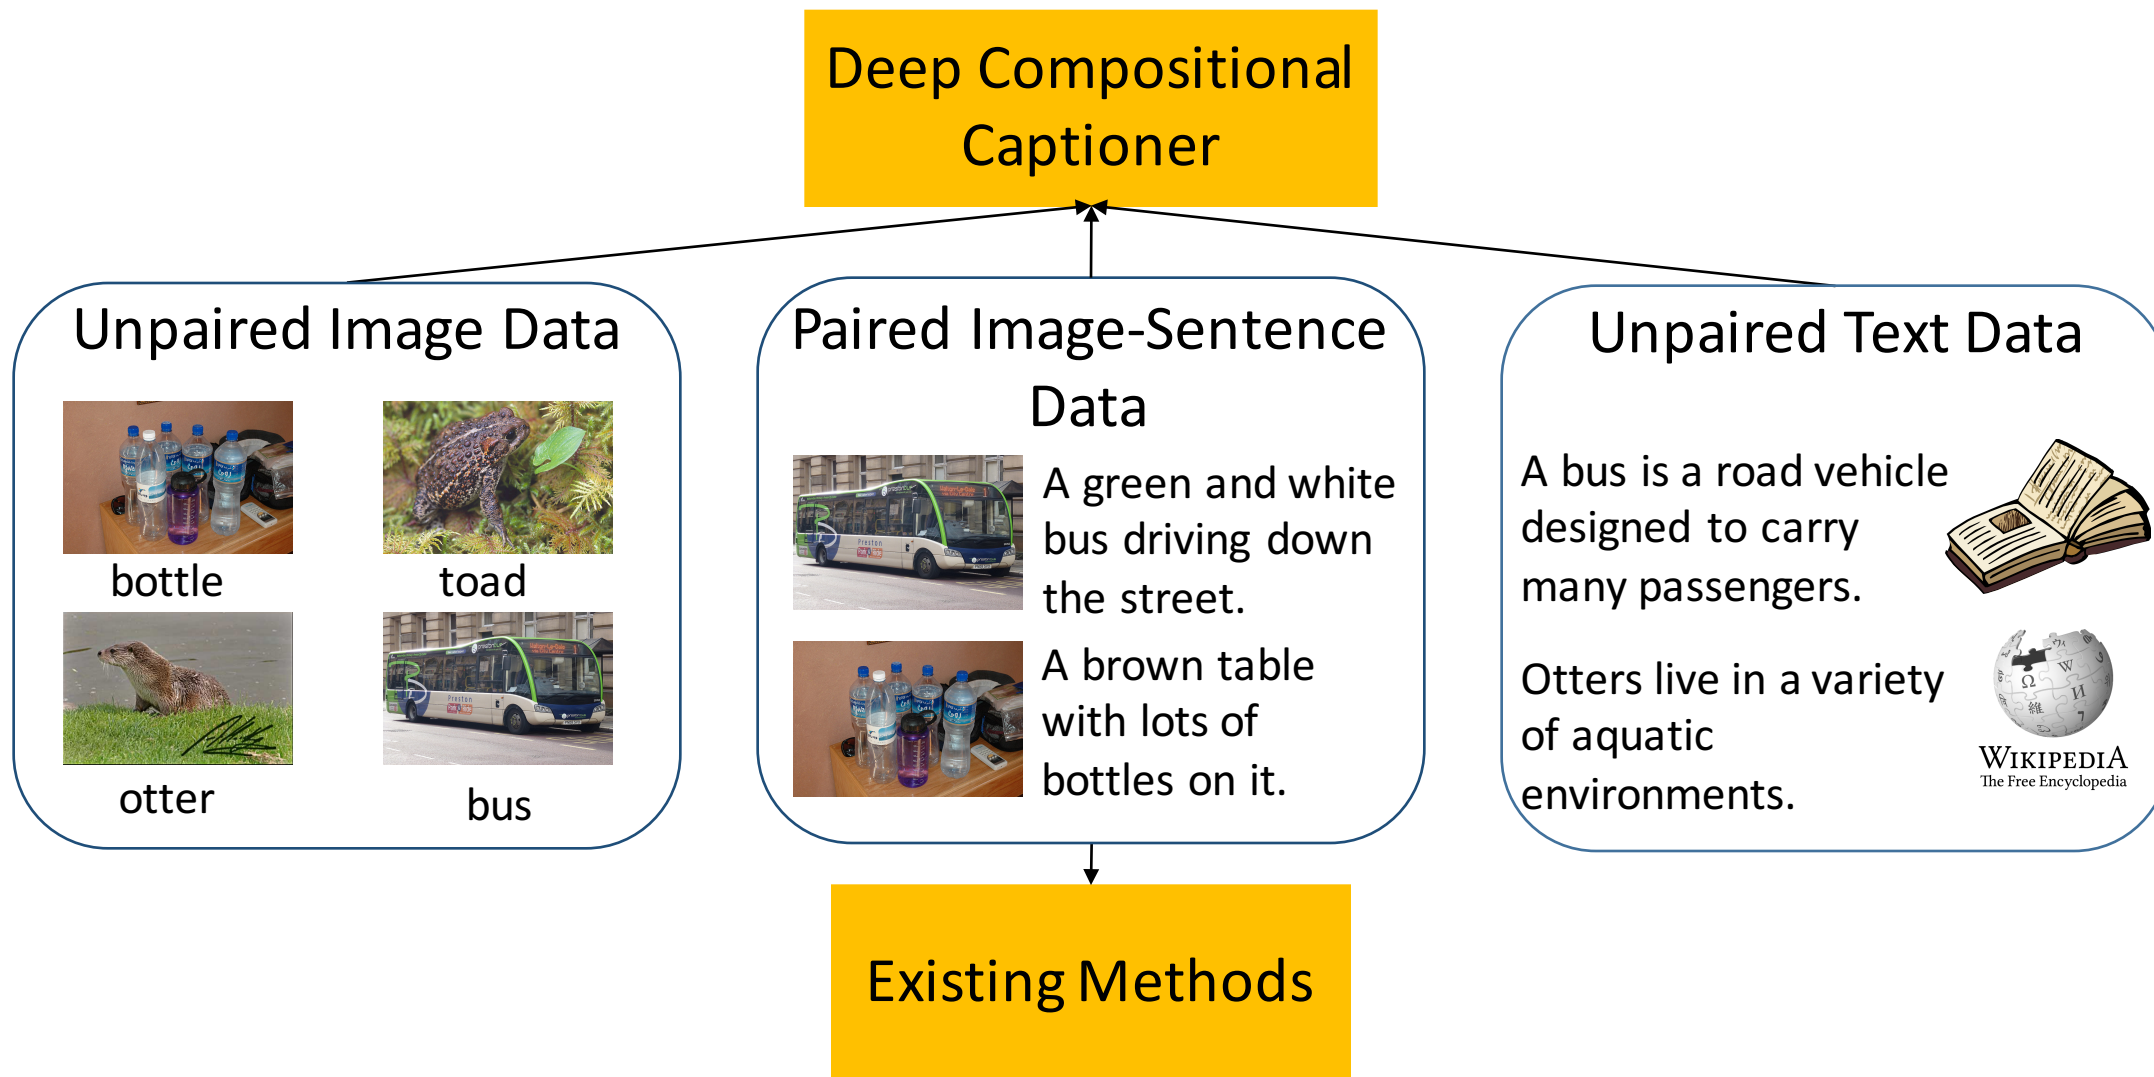 Deep Compositional
Captioner
Unpaired Image Data
bottle
toad
otter
bus
Paired Image-Sentence
Data
Preston
A green and white
bus driving down
the street.
A brown table
with lots of
bottles on it.
Unpaired Text Data
A bus is a road vehicle
designed to carry
many passengers.
Otters live in a variety
of aquatic
environments.
WIKIPEDIA
The Free Encyclopedia
Existing Methods